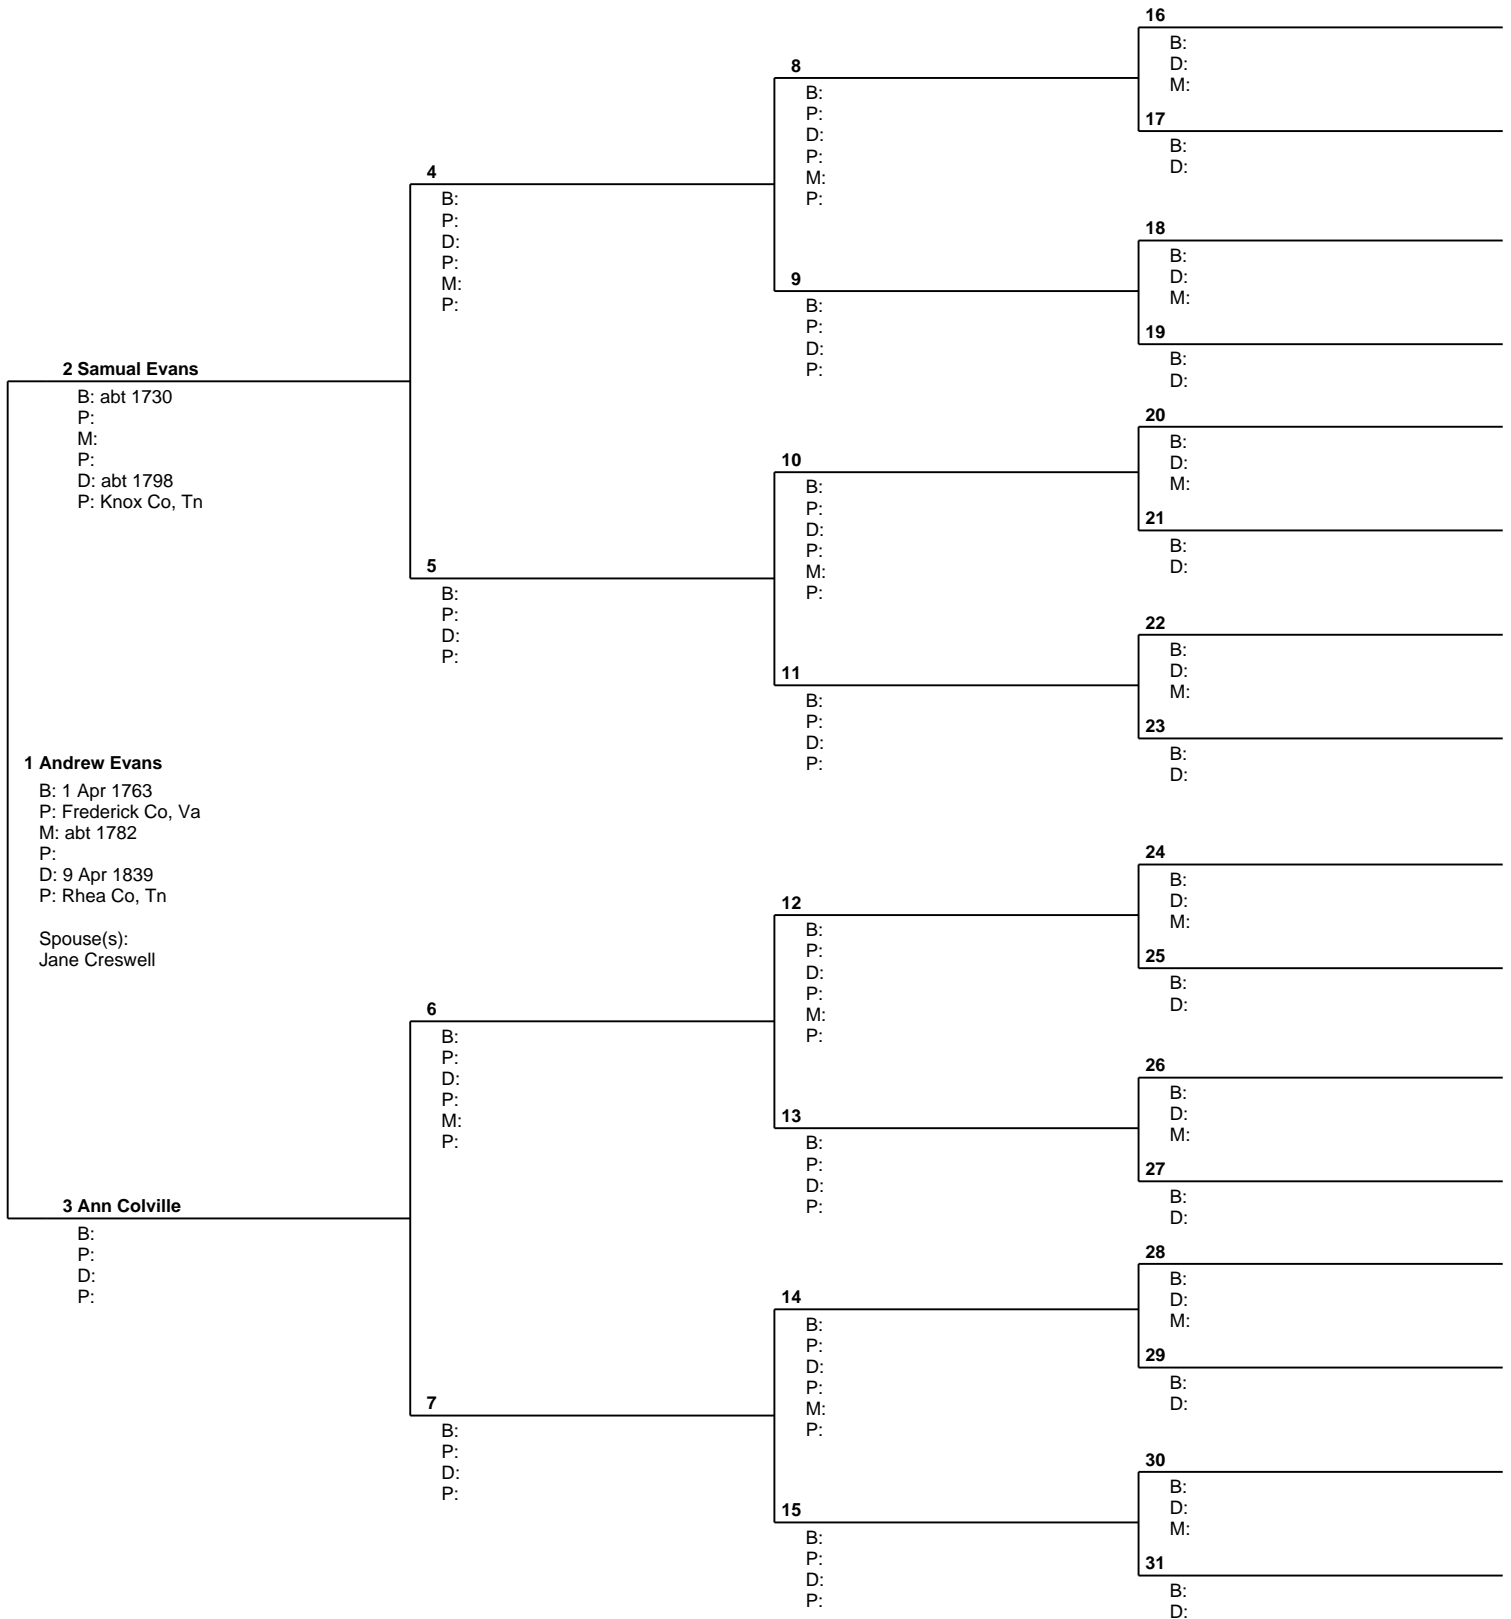 16
B:
D:
M:
8
B:
P:
D:
P:
M:
P:
17
B:
D:
4
B:
P:
D:
P:
M:
P:
18
B:
D:
M:
9
B:
P:
D:
P:
19
B:
D:
2 Samual Evans
B: abt 1730
P:
M:
P:
D: abt 1798
P: Knox Co, Tn
20
B:
D:
M:
10
B:
P:
D:
P:
M:
P:
21
B:
D:
5
B:
P:
D:
P:
22
B:
D:
M:
11
B:
P:
D:
P:
23
B:
D:
1 Andrew Evans
B: 1 Apr 1763
P: Frederick Co, Va
M: abt 1782
P:
D: 9 Apr 1839
P: Rhea Co, Tn
Spouse(s):
Jane Creswell
24
B:
D:
M:
12
B:
P:
D:
P:
M:
P:
25
B:
D:
6
B:
P:
D:
P:
M:
P:
26
B:
D:
M:
13
B:
P:
D:
P:
27
B:
D:
3 Ann Colville
B:
P:
D:
P:
28
B:
D:
M:
14
B:
P:
D:
P:
M:
P:
29
B:
D:
7
B:
P:
D:
P:
30
B:
D:
M:
15
B:
P:
D:
P:
31
B:
D: